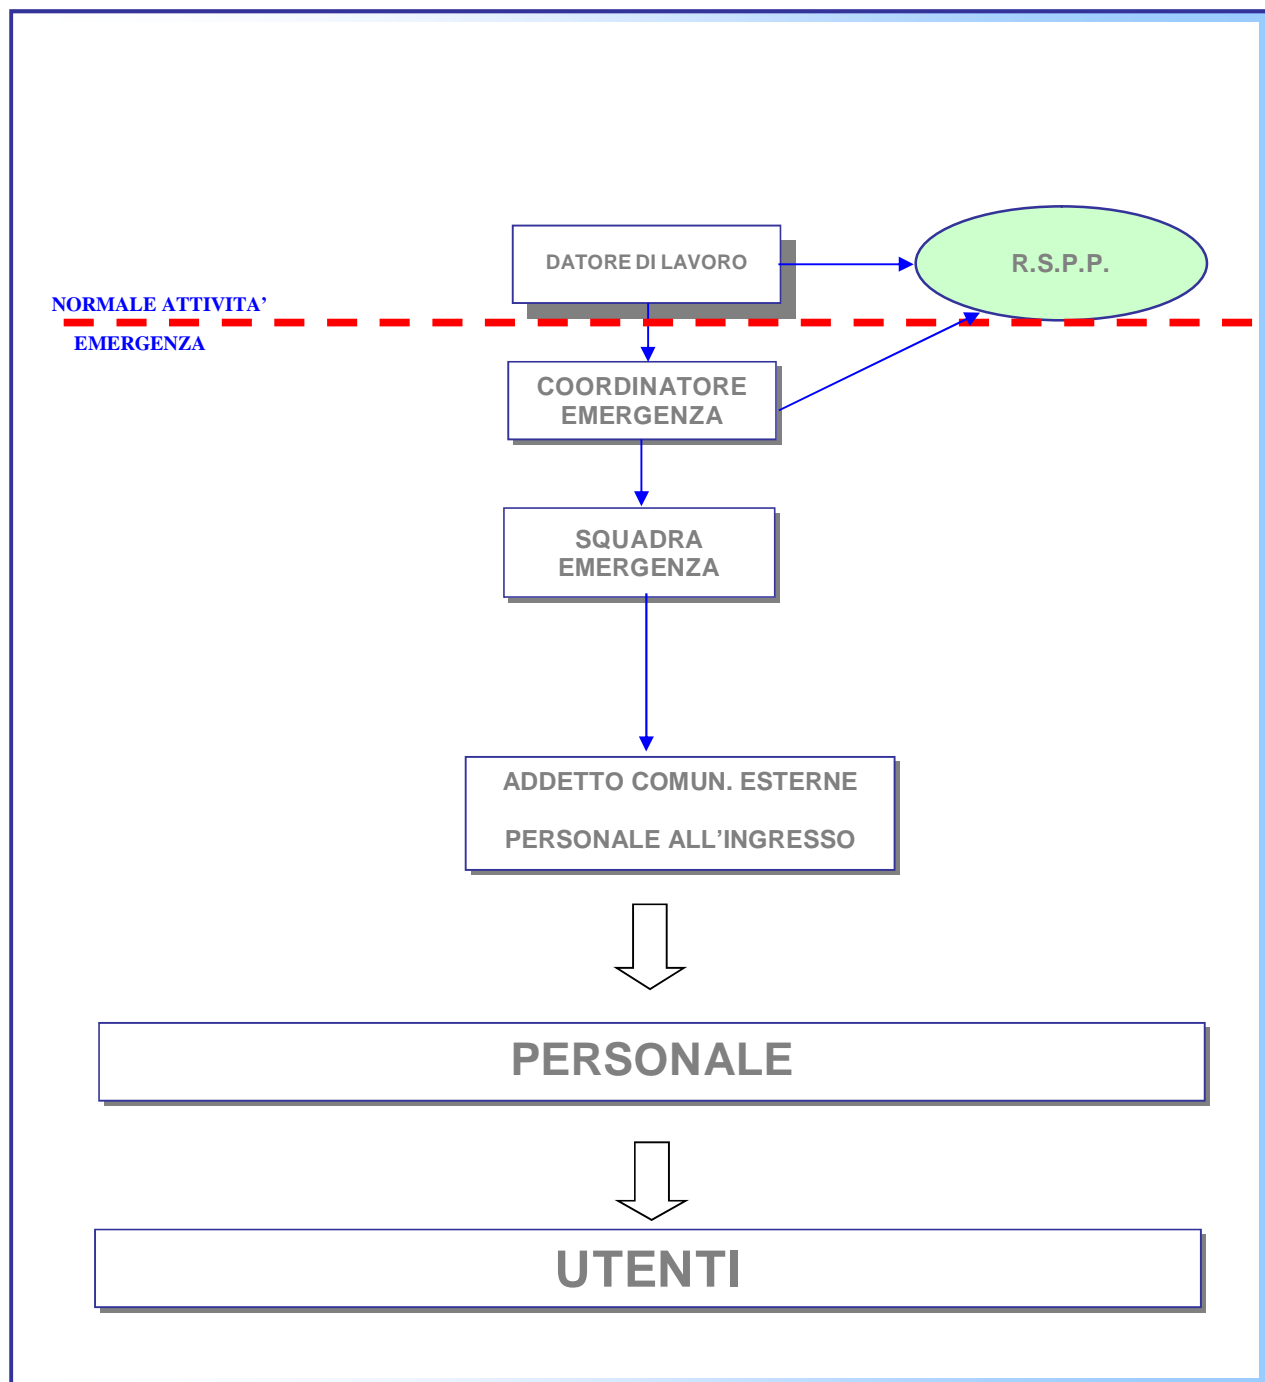 DATORE DI LAVORO
R.S.P.P.
NORMALE ATTIVITA’
EMERGENZA
COORDINATORE
EMERGENZA
SQUADRA
EMERGENZA
ADDETTO COMUN. ESTERNE
PERSONALE ALL’INGRESSO
PERSONALE
UTENTI